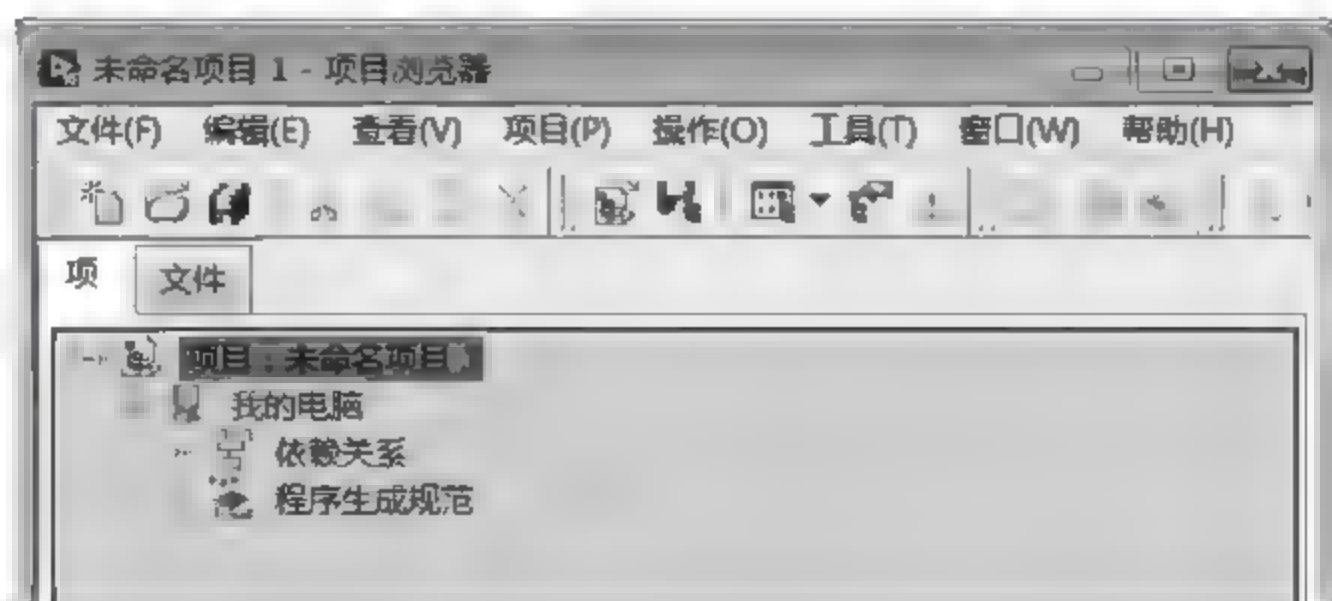 未命名项目 1 - 项目浏览器
文件(F) 编辑(E) 查看(V) 项目(P) 操作(O) 工具(T) 窗口(W) 帮助(H)
项 文件
项目：未命名项目
我的电脑
依赖关系
程序生成规范